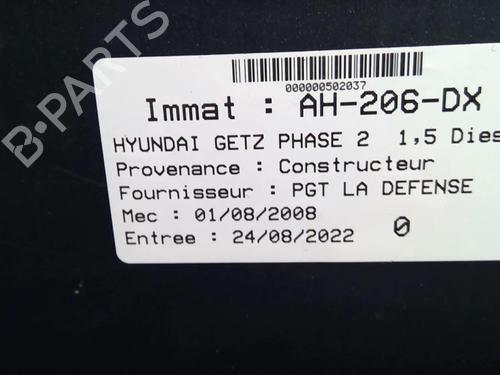 B-PARTS
000000502037
Immat : AH-206-DX
HYUNDAI GETZ PHASE 2 1,5 Dies
Provenance : Constructeur
Fournisseur : PGT LA DEFENSE
Mec : 01/08/2008
Entree : 24/08/2022 0